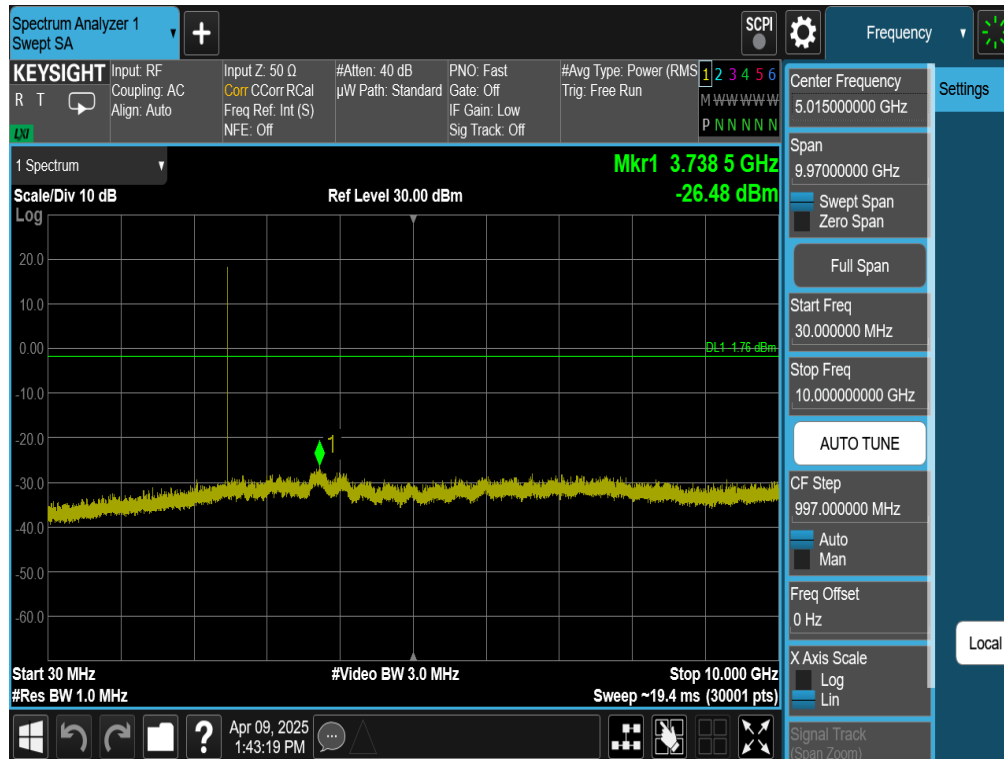 Spectrum Analyzer 1
Swept SA
+
SCPI
Frequency
KEYSIGHT
R T
LXI
Input: RF
Coupling: AC
Align: Auto
Input Z: 50 Ω
Corr CCorr RCal
Freq Ref: Int (S)
NFE: Off
#Atten: 40 dB
µW Path: Standard
PNO: Fast
Gate: Off
IF Gain: Low
Sig Track: Off
#Avg Type: Power (RMS
Trig: Free Run
1 2 3 4 5 6
M W W W W W
P N N N N N
1 Spectrum
Mkr1 3.738 5 GHz
-26.48 dBm
Scale/Div 10 dB
Ref Level 30.00 dBm
Log
20.0
10.0
0.00
DL1 -1.76 dBm
-10.0
-20.0
1
-30.0
-40.0
-50.0
-60.0
Start 30 MHz
#Video BW 3.0 MHz
Stop 10.000 GHz
#Res BW 1.0 MHz
Sweep ~19.4 ms (30001 pts)
?
Apr 09, 2025
1:43:19 PM
Center Frequency
5.015000000 GHz
Span
9.97000000 GHz
Swept Span
Zero Span
Full Span
Start Freq
30.000000 MHz
Stop Freq
10.000000000 GHz
AUTO TUNE
CF Step
997.000000 MHz
Auto
Man
Freq Offset
0 Hz
X Axis Scale
Log
Lin
Signal Track
(Span Zoom)
Settings
Local